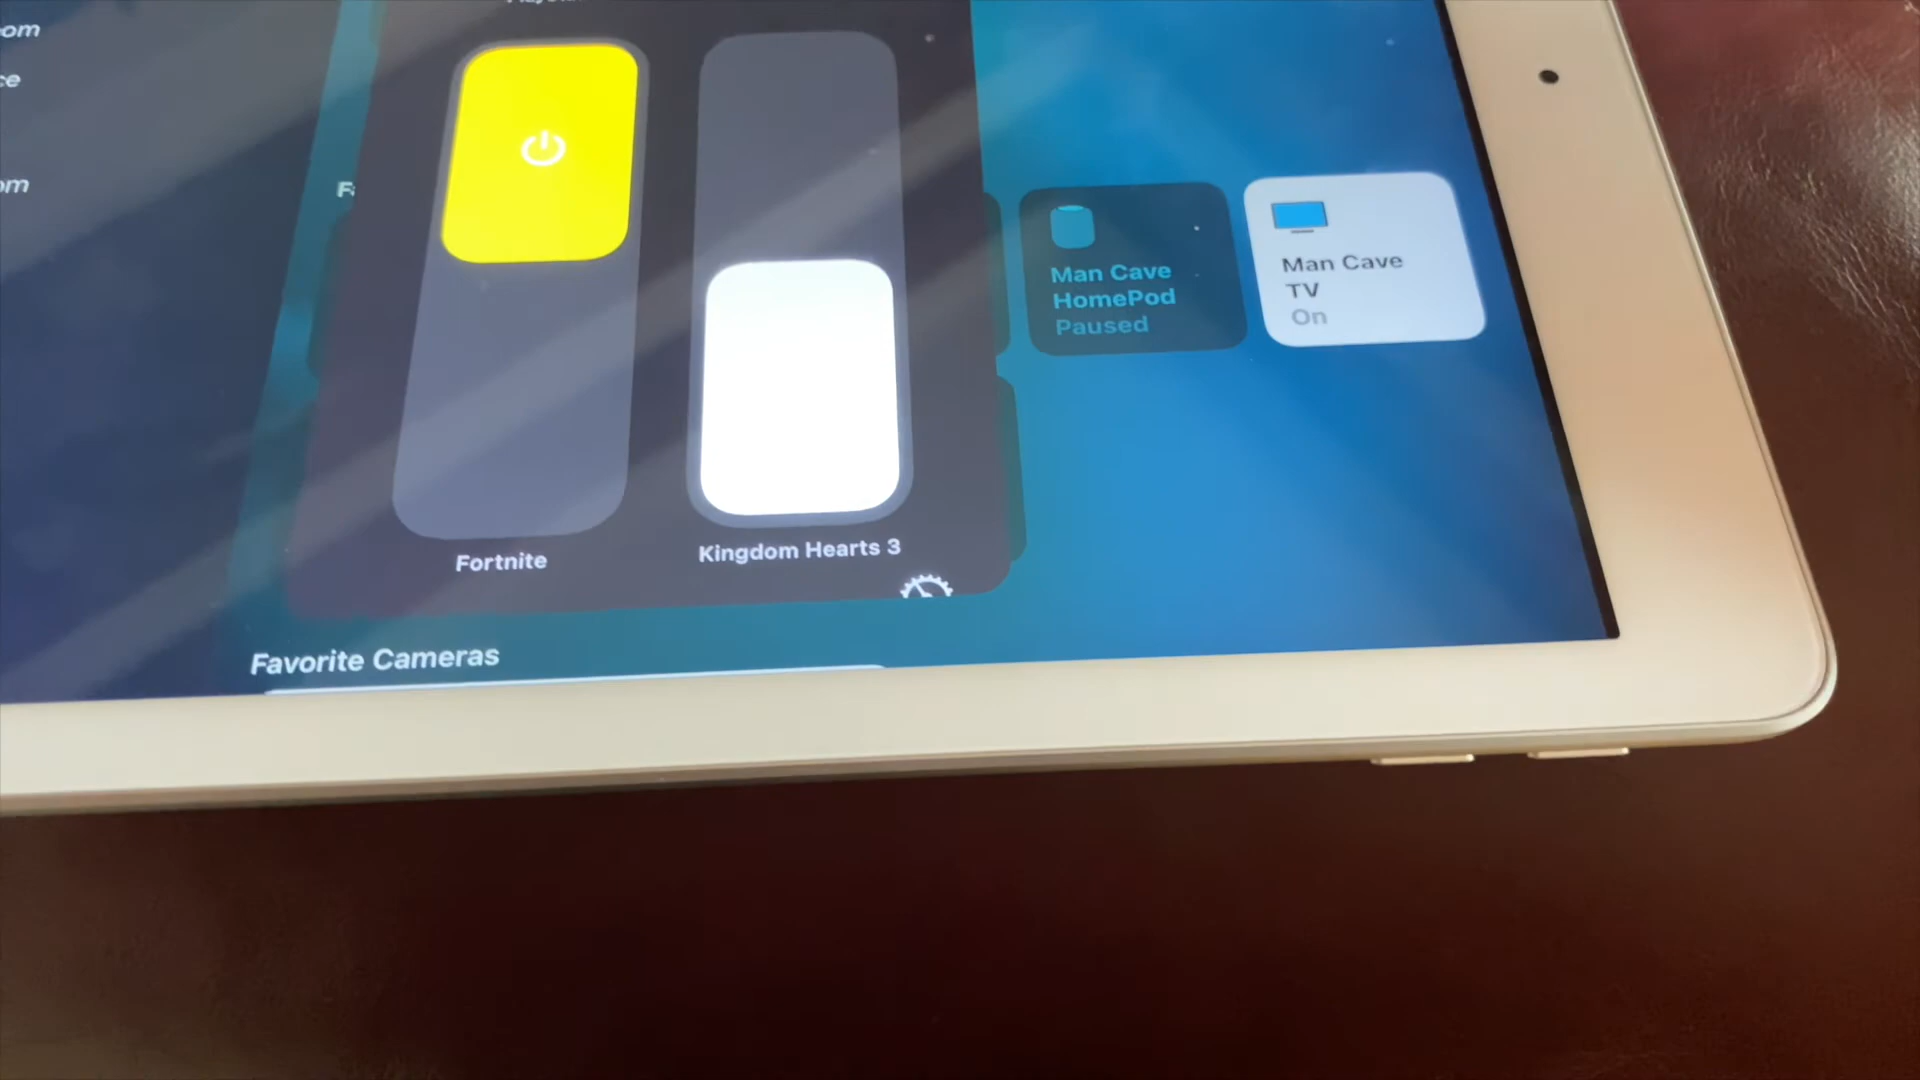 Fortnite
Kingdom Hearts 3
Man Cave
HomePod
Paused
Man Cave
TV
On
Favorite Cameras